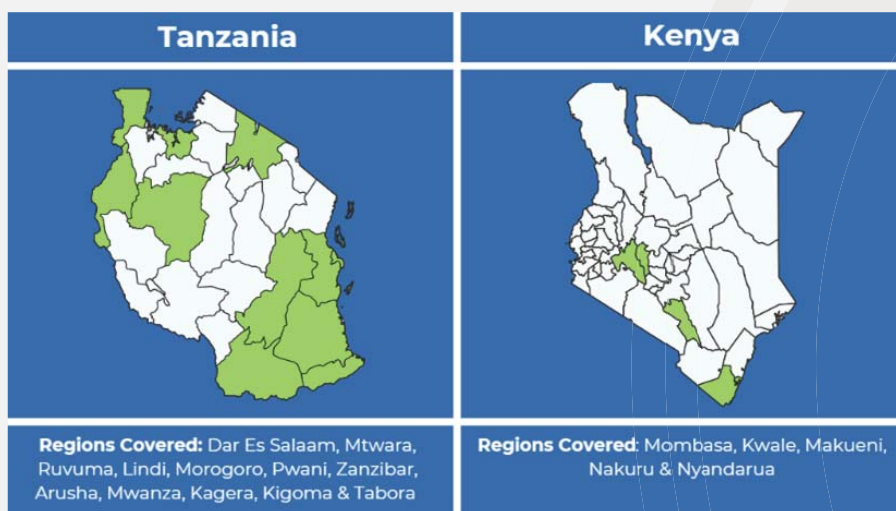 Tanzania
Kenya
Regions Covered: Dar Es Salaam, Mtwara,
Ruvuma, Lindi, Morogoro, Pwani, Zanzibar,
Arusha, Mwanza, Kagera, Kigoma & Tabora
Regions Covered: Mombasa, Kwale, Makueni,
Nakuru & Nyandarua